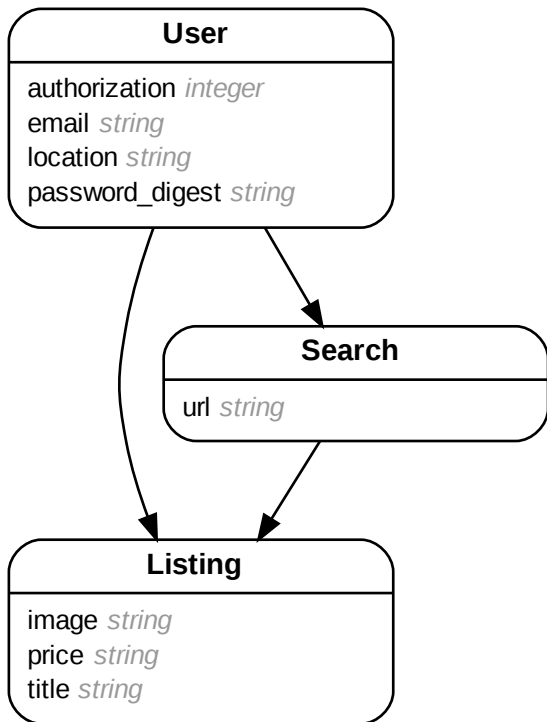 User
authorization integer
email string
location string
password_digest string
Search
url string
Listing
image string
price string
title string